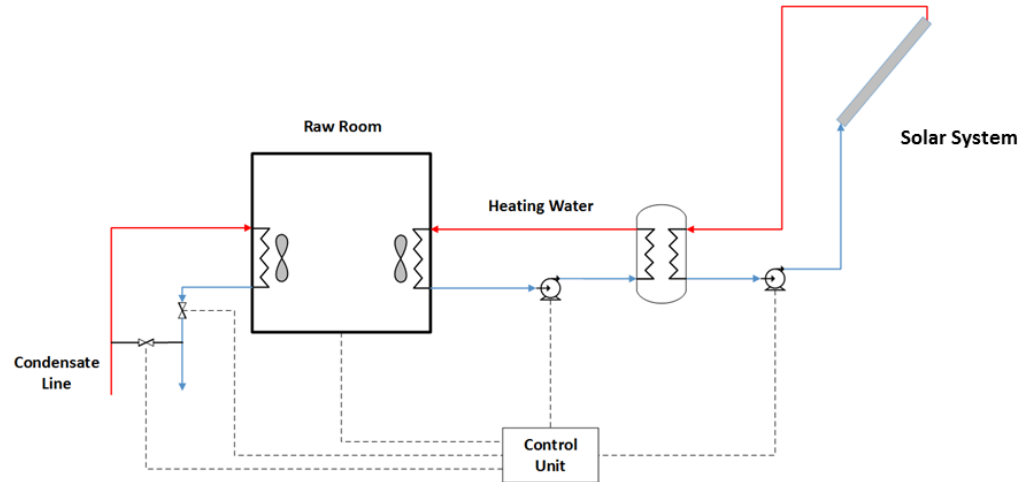 Solar System
Raw Room
Heating Water
Condensate
Line
Control
Unit